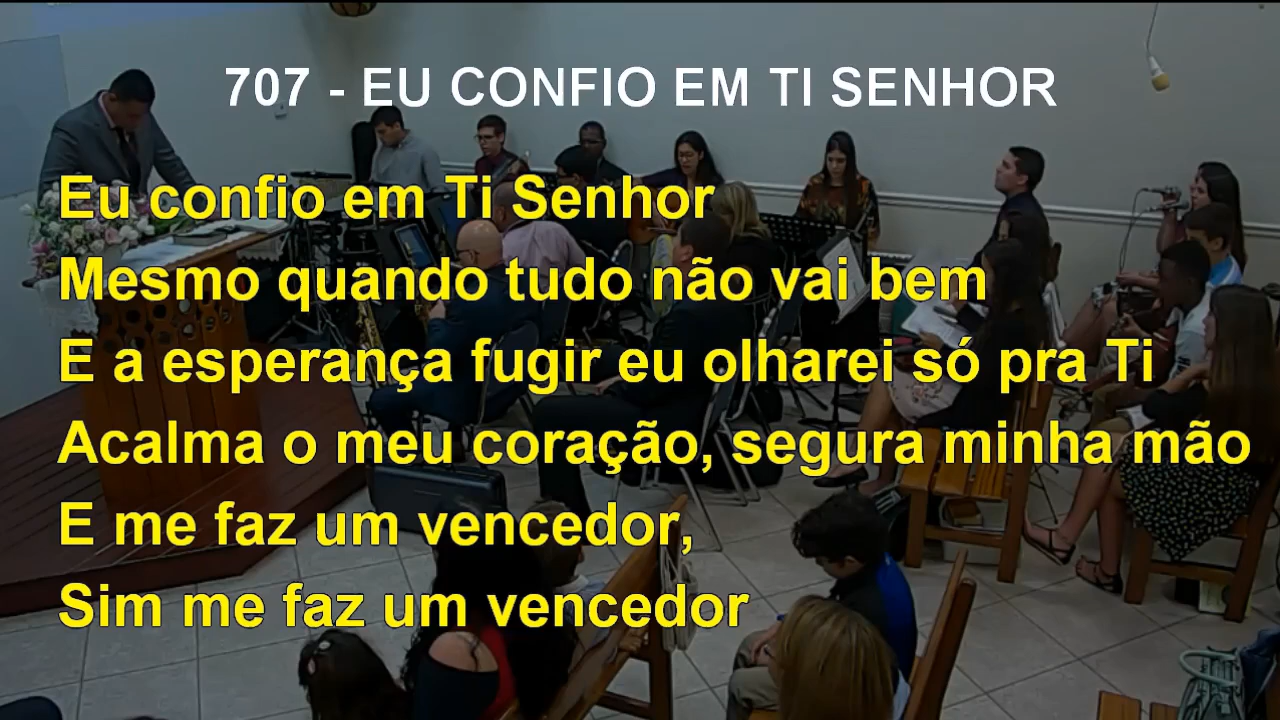 707 - EU CONFIO EM TI SENHOR
Eu confio em Ti Senhor
Mesmo quando tudo não vai bem
E a esperança fugir eu olharei só pra Ti
Acalma o meu coração, segura minha mão
E me faz um vencedor,
Sim me faz um vencedor